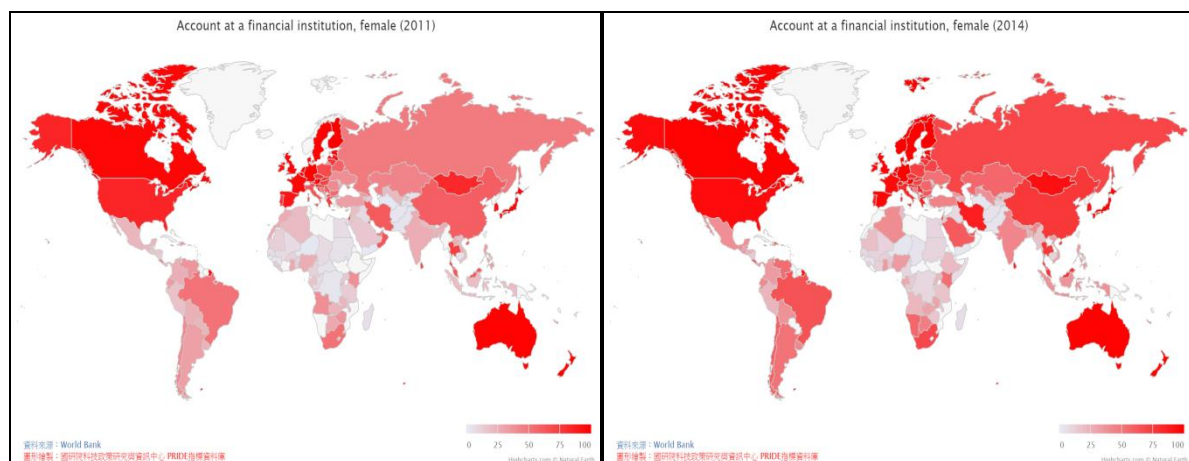 Account at a financial institution, female (2011)
0 25 50 75 100
資料來源：World Bank
圖形繪製：國研院科技政策研究與資訊中心 PRIDE指標資料庫
Highcharts.com © Natural Earth
Account at a financial institution, female (2014)
0 25 50 75 100
資料來源：World Bank
圖形繪製：國研院科技政策研究與資訊中心 PRIDE指標資料庫
Highcharts.com © Natural Earth